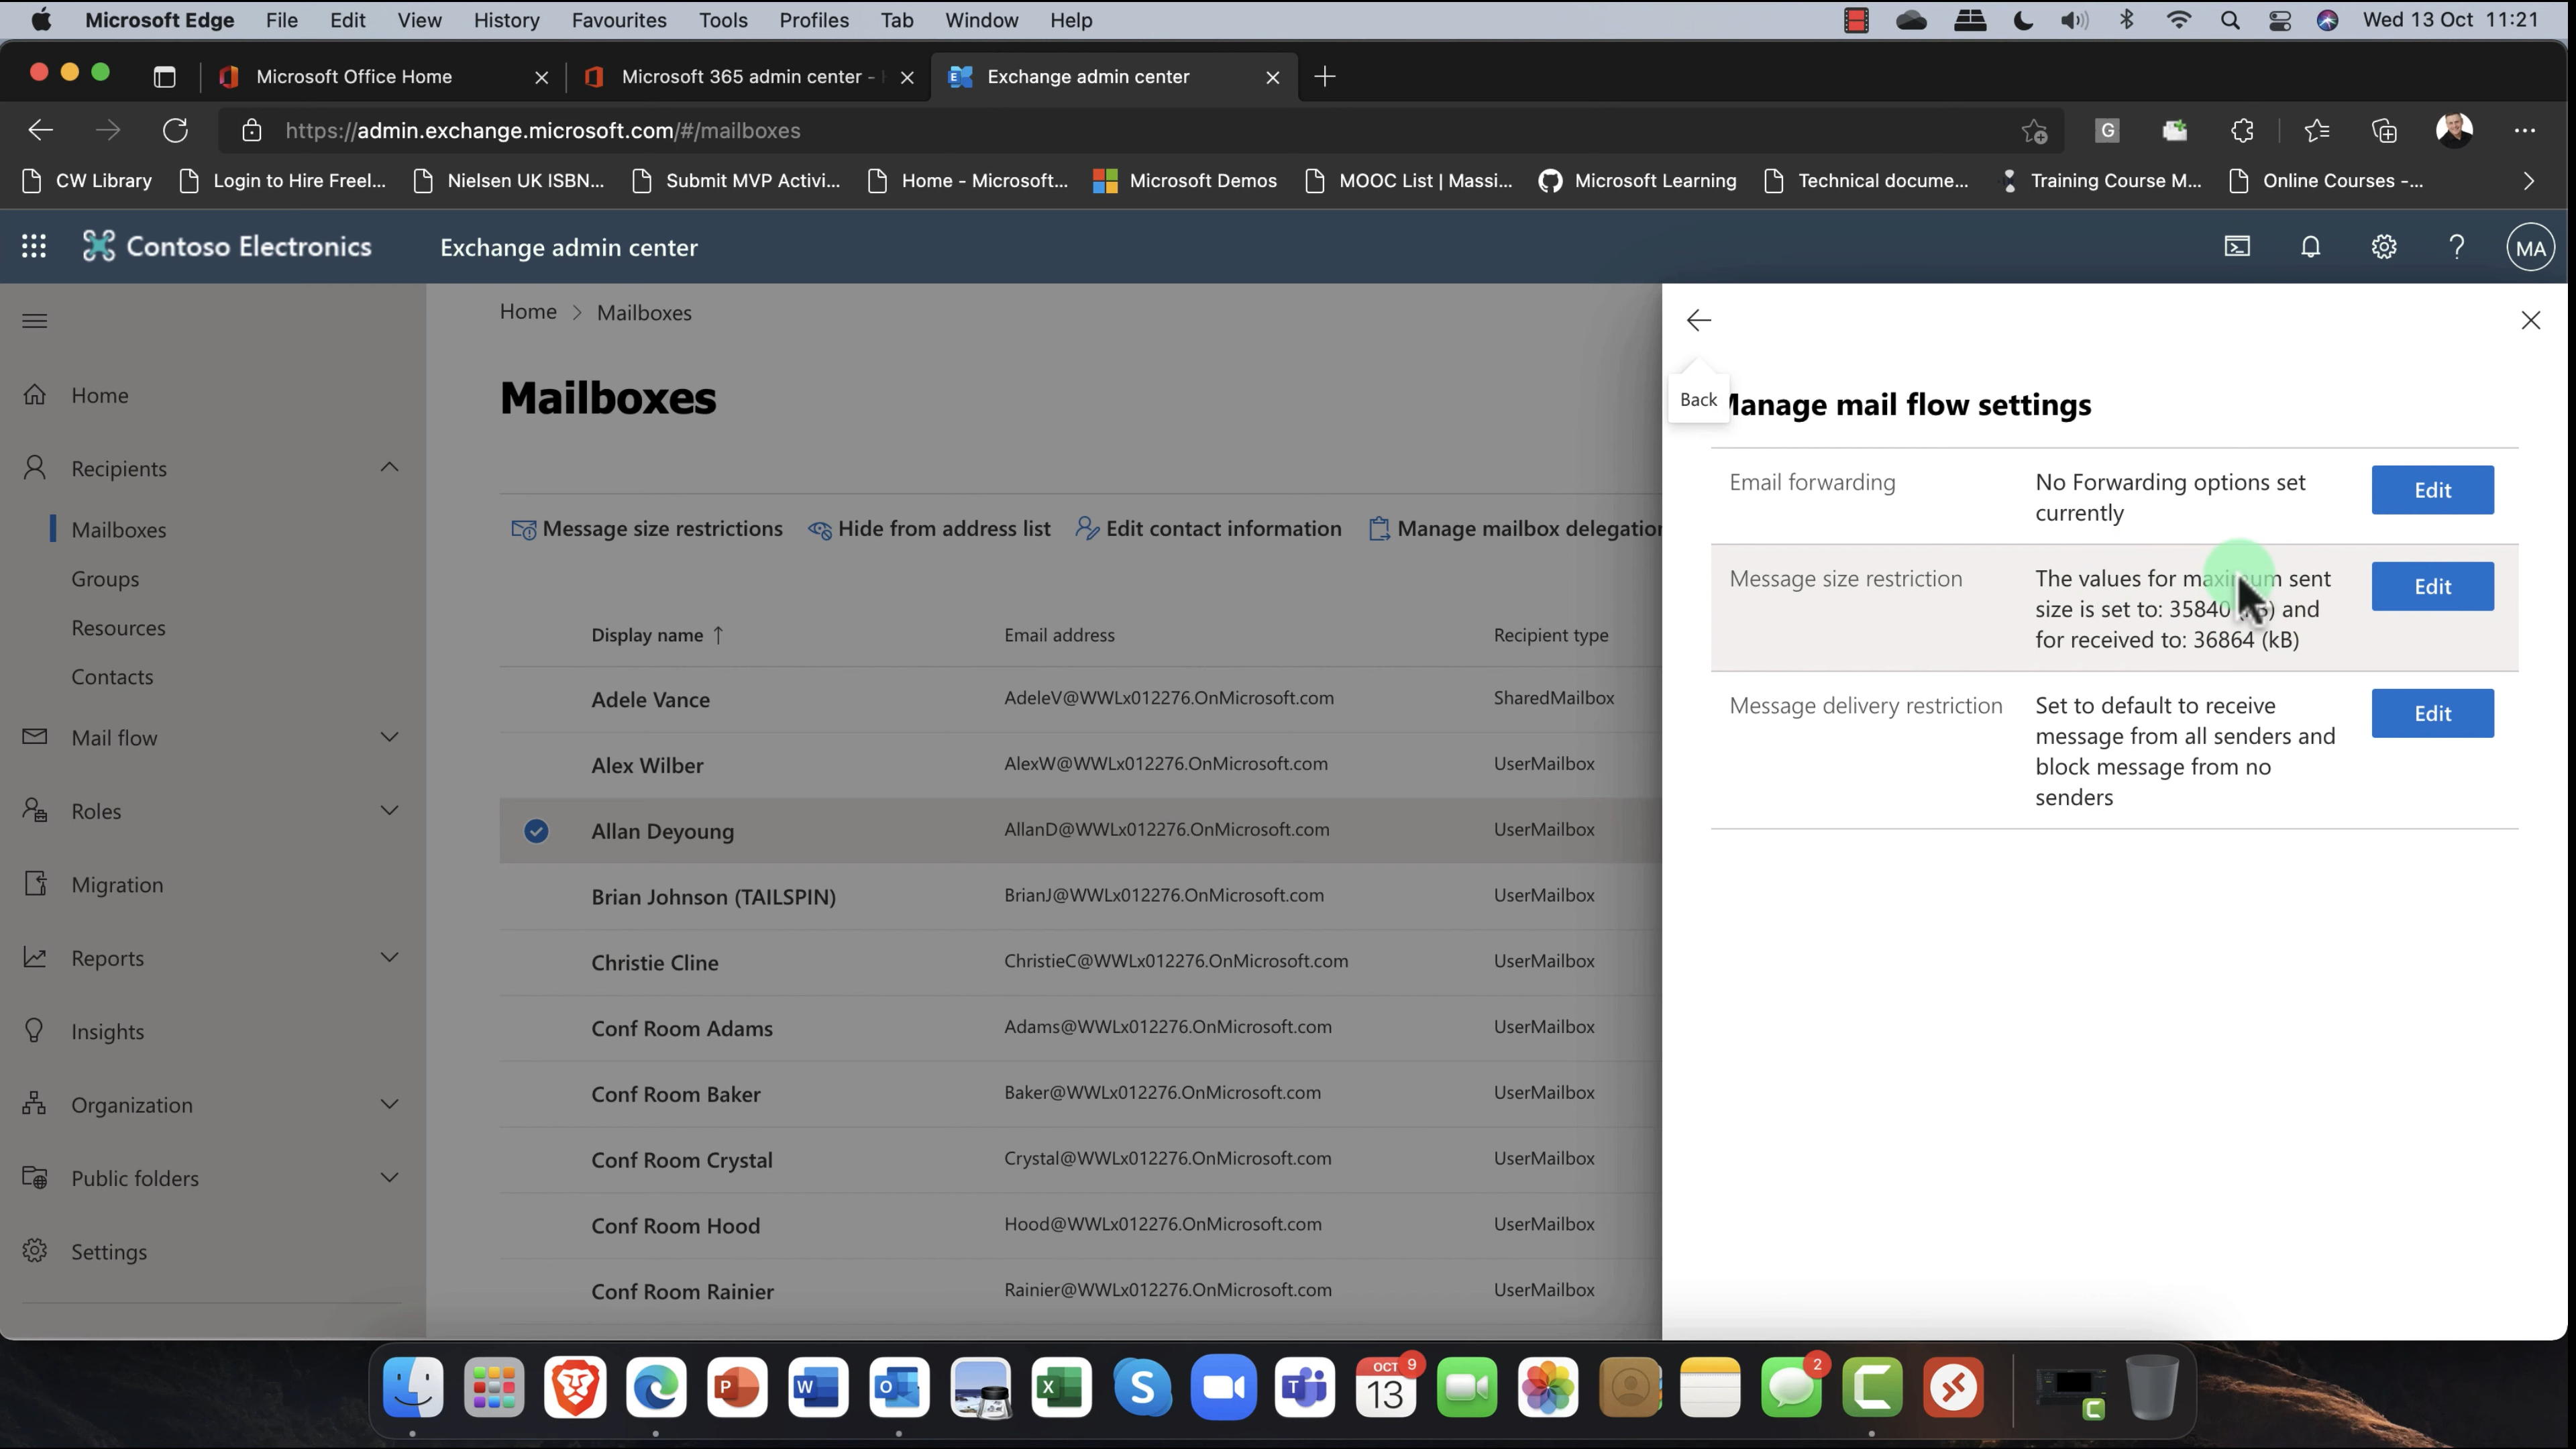 Microsoft Edge File Edit View History Favourites Tools Profiles Tab Window Help Wed 13 Oct 11:21
Microsoft Office Home Microsoft 365 admin center - Exchange admin center
https://admin.exchange.microsoft.com/#/mailboxes
CW Library Login to Hire Freel... Nielsen UK ISBN... Submit MVP Activi... Home - Microsoft... Microsoft Demos MOOC List | Massi... Microsoft Learning Technical docume... Training Course M... Online Courses -...
Contoso Electronics Exchange admin center MA
Home
Recipients
Mailboxes
Groups
Resources
Contacts
Mail flow
Roles
Migration
Reports
Insights
Organization
Public folders
Settings
Home > Mailboxes
Mailboxes
Message size restrictions Hide from address list Edit contact information Manage mailbox delegation
Display name ↑ Email address Recipient type
Adele Vance AdeleV@WWLx012276.OnMicrosoft.com SharedMailbox
Alex Wilber AlexW@WWLx012276.OnMicrosoft.com UserMailbox
Allan Deyoung AllanD@WWLx012276.OnMicrosoft.com UserMailbox
Brian Johnson (TAILSPIN) BrianJ@WWLx012276.OnMicrosoft.com UserMailbox
Christie Cline ChristieC@WWLx012276.OnMicrosoft.com UserMailbox
Conf Room Adams Adams@WWLx012276.OnMicrosoft.com UserMailbox
Conf Room Baker Baker@WWLx012276.OnMicrosoft.com UserMailbox
Conf Room Crystal Crystal@WWLx012276.OnMicrosoft.com UserMailbox
Conf Room Hood Hood@WWLx012276.OnMicrosoft.com UserMailbox
Conf Room Rainier Rainier@WWLx012276.OnMicrosoft.com UserMailbox
Back
Manage mail flow settings
Email forwarding No Forwarding options set Edit
currently
Message size restriction The values for maximum sent Edit
size is set to: 35840 and
for received to: 36864 (kB)
Message delivery restriction Set to default to receive Edit
message from all senders and
block message from no
senders
OCT 9
13
2